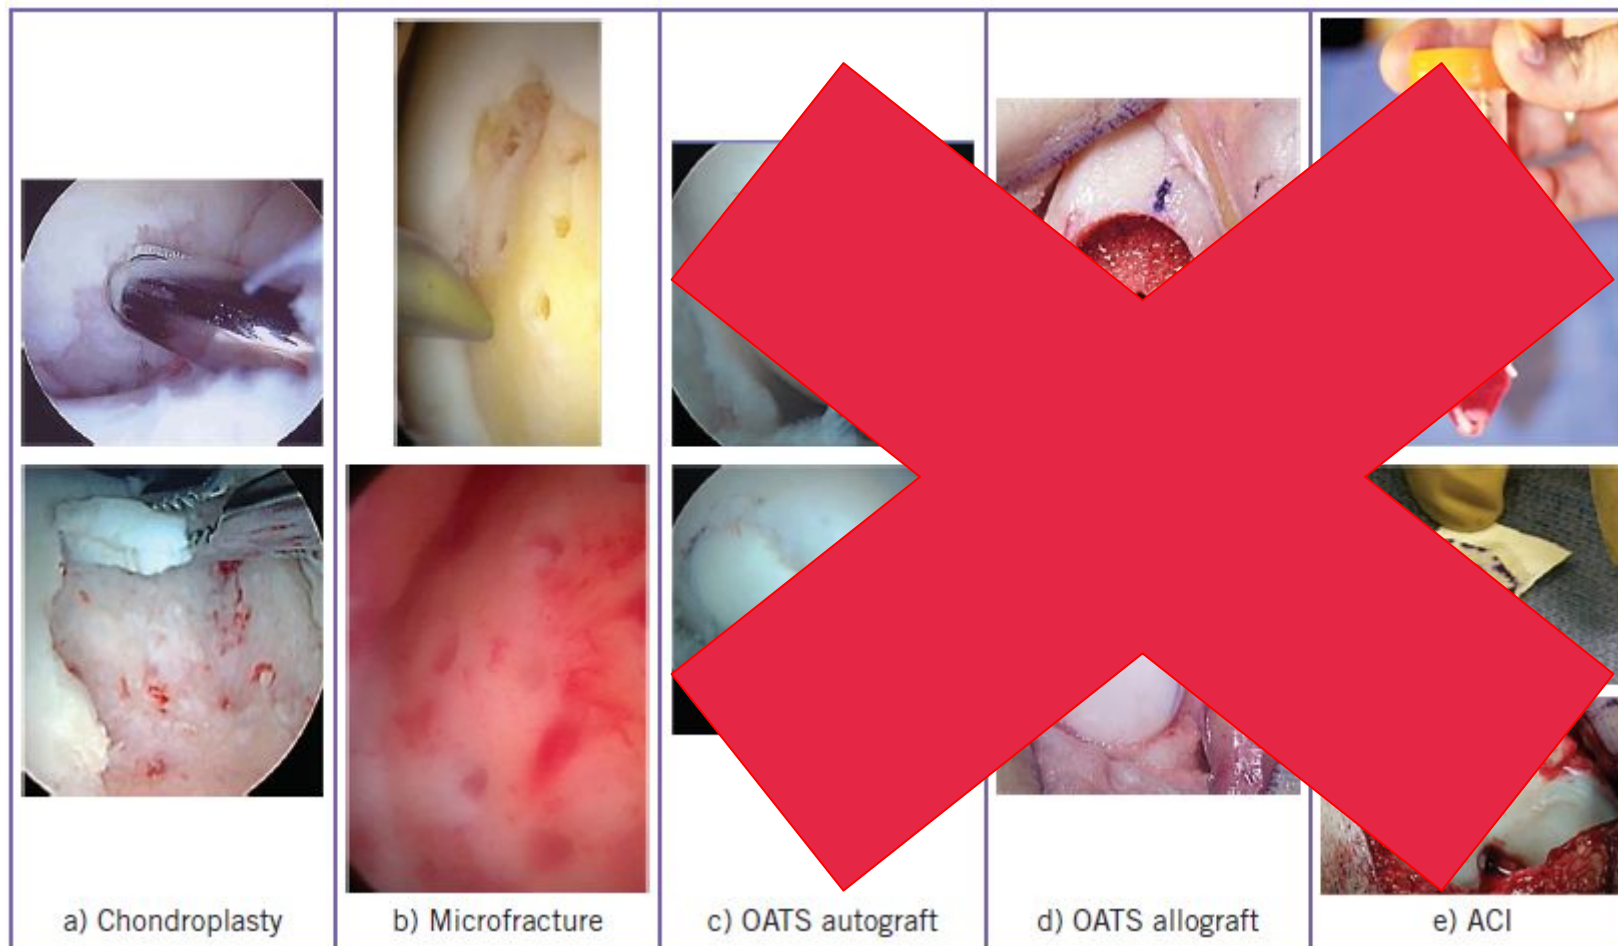 a) Chondroplasty
b) Microfracture
c) OATS autograft
d) OATS allograft
e) ACI